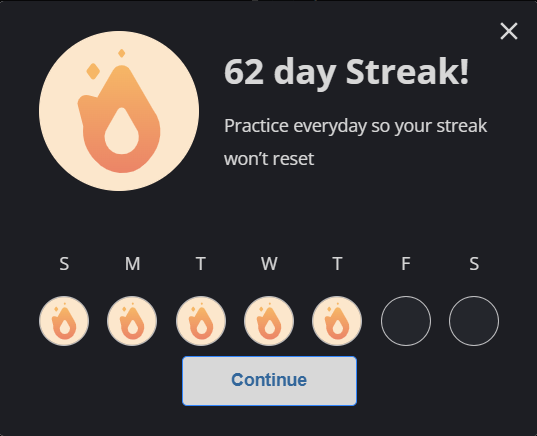 62 day Streak!
Practice everyday so your streak
won't reset
S M T W T F S
Continue